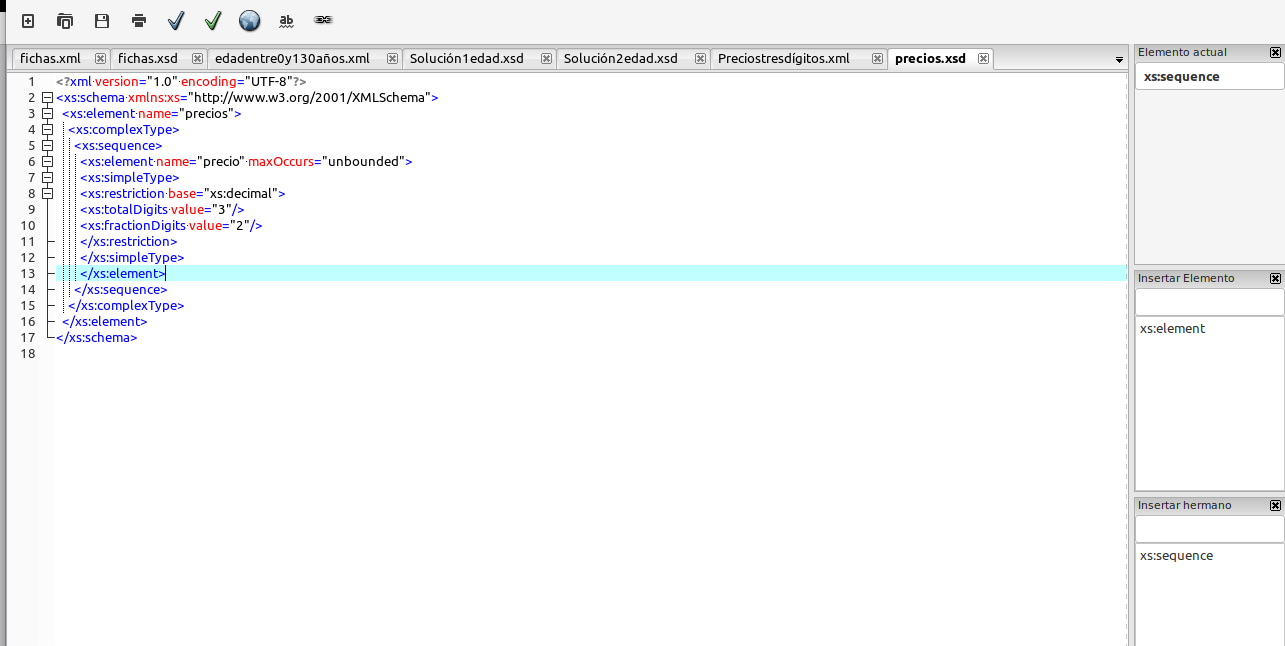 ab
fichas.xml
fichas.xsd
edadentre0y130años.xml
Solución1edad.xsd
Solución2edad.xsd
Preciostresdígitos.xml
precios.xsd
1 <?xml version="1.0" encoding="UTF-8"?>
2 <xs:schema xmlns:xs="http://www.w3.org/2001/XMLSchema">
3 <xs:element name="precios">
4 <xs:complexType>
5 <xs:sequence>
6 <xs:element name="precio" maxOccurs="unbounded">
7 <xs:simpleType>
8 <xs:restriction base="xs:decimal">
9 <xs:totalDigits value="3"/>
10 <xs:fractionDigits value="2"/>
11 </xs:restriction>
12 </xs:simpleType>
13 </xs:element>
14 </xs:sequence>
15 </xs:complexType>
16 </xs:element>
17 </xs:schema>
18
Elemento actual
xs:sequence
Insertar Elemento
xs:element
Insertar hermano
xs:sequence